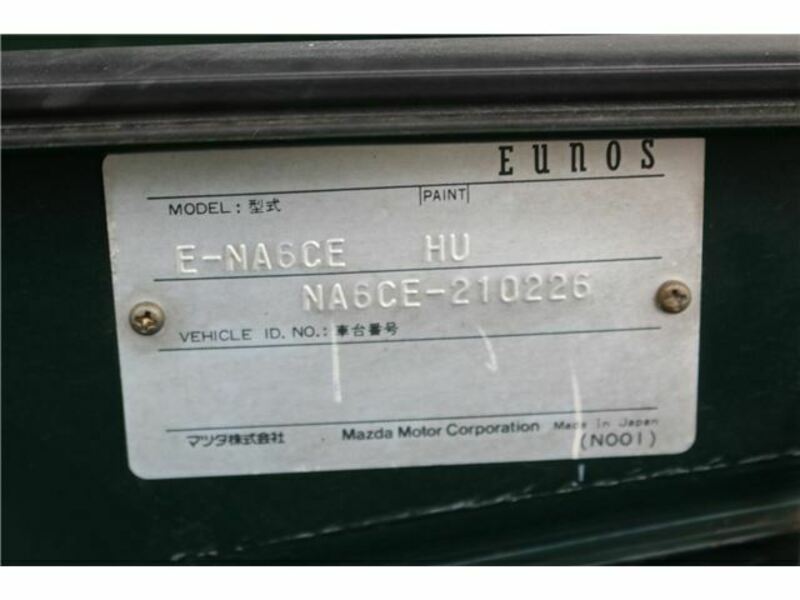 EUNOS
MODEL : 型式 PAINT
E-NA6CE HU
NA6CE-210226
VEHICLE ID. NO. : 車台番号
マツダ株式会社 Mazda Motor Corporation Made in Japan
(N001)